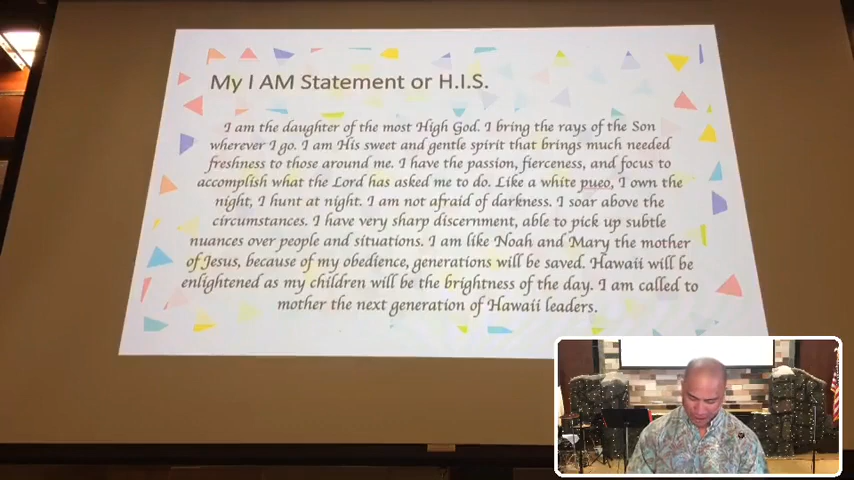 My I AM Statement or H.I.S.
I am the daughter of the most High God. I bring the rays of the Son
wherever I go. I am His sweet and gentle spirit that brings much needed
freshness to those around me. I have the passion, fierceness, and focus to
accomplish what the Lord has asked me to do. Like a white pueo, I own the
night, I hunt at night. I am not afraid of darkness. I soar above the
circumstances. I have very sharp discernment, able to pick up subtle
nuances over people and situations. I am like Noah and Mary the mother
of Jesus, because of my obedience, generations will be saved. Hawaii will be
enlightened as my children will be the brightness of the day. I am called to
mother the next generation of Hawaii leaders.